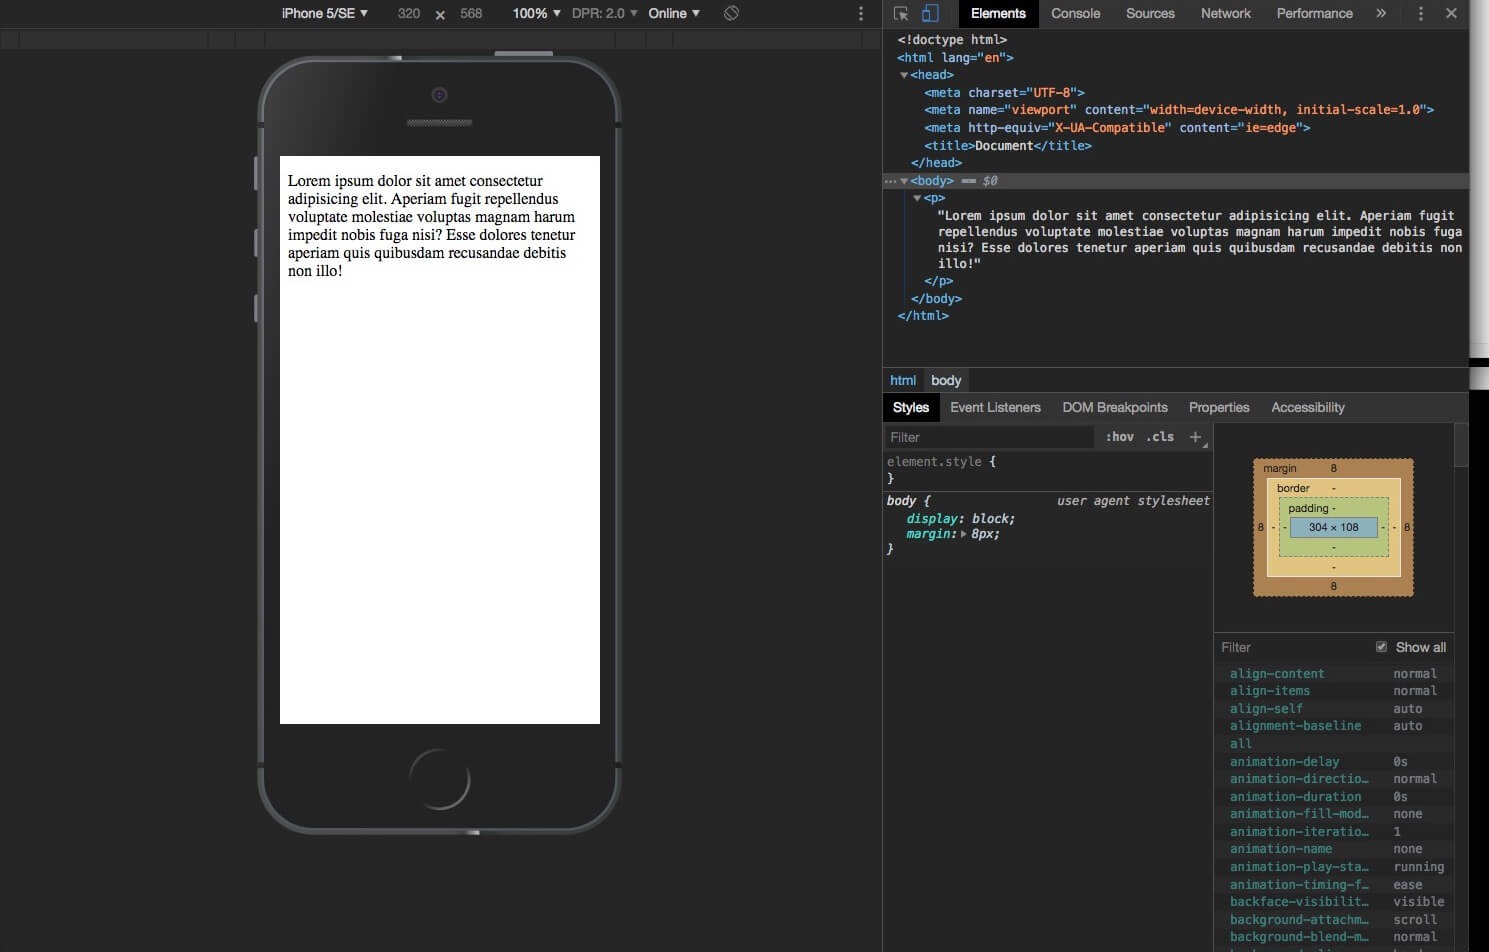 iPhone 5/SE ▼ 320 × 568 100% ▼ DPR: 2.0 ▼ Online ▼
Elements Console Sources Network Performance »
<!doctype html>
<html lang="en">
▼<head>
<meta charset="UTF-8">
<meta name="viewport" content="width=device-width, initial-scale=1.0">
<meta http-equiv="X-UA-Compatible" content="ie=edge">
<title>Document</title>
</head>
…▼<body> == $0
▼<p>
"Lorem ipsum dolor sit amet consectetur adipisicing elit. Aperiam fugit
repellendus voluptate molestiae voluptas magnam harum impedit nobis fuga
nisi? Esse dolores tenetur aperiam quis quibusdam recusandae debitis non
illo!"
</p>
</body>
</html>
Lorem ipsum dolor sit amet consectetur
adipisicing elit. Aperiam fugit repellendus
voluptate molestiae voluptas magnam harum
impedit nobis fuga nisi? Esse dolores tenetur
aperiam quis quibusdam recusandae debitis
non illo!
html body
Styles Event Listeners DOM Breakpoints Properties Accessibility
Filter :hov .cls +
element.style {
}
body { user agent stylesheet
display: block;
margin:▶8px;
}
margin 8
border -
padding -
8 - - 304 × 108 - - 8
-
-
8
Filter Show all
align-content normal
align-items normal
align-self auto
alignment-baseline auto
all
animation-delay 0s
animation-directio… normal
animation-duration 0s
animation-fill-mod… none
animation-iteratio… 1
animation-name none
animation-play-sta… running
animation-timing-f… ease
backface-visibilit… visible
background-attachm… scroll
background-blend-m… normal